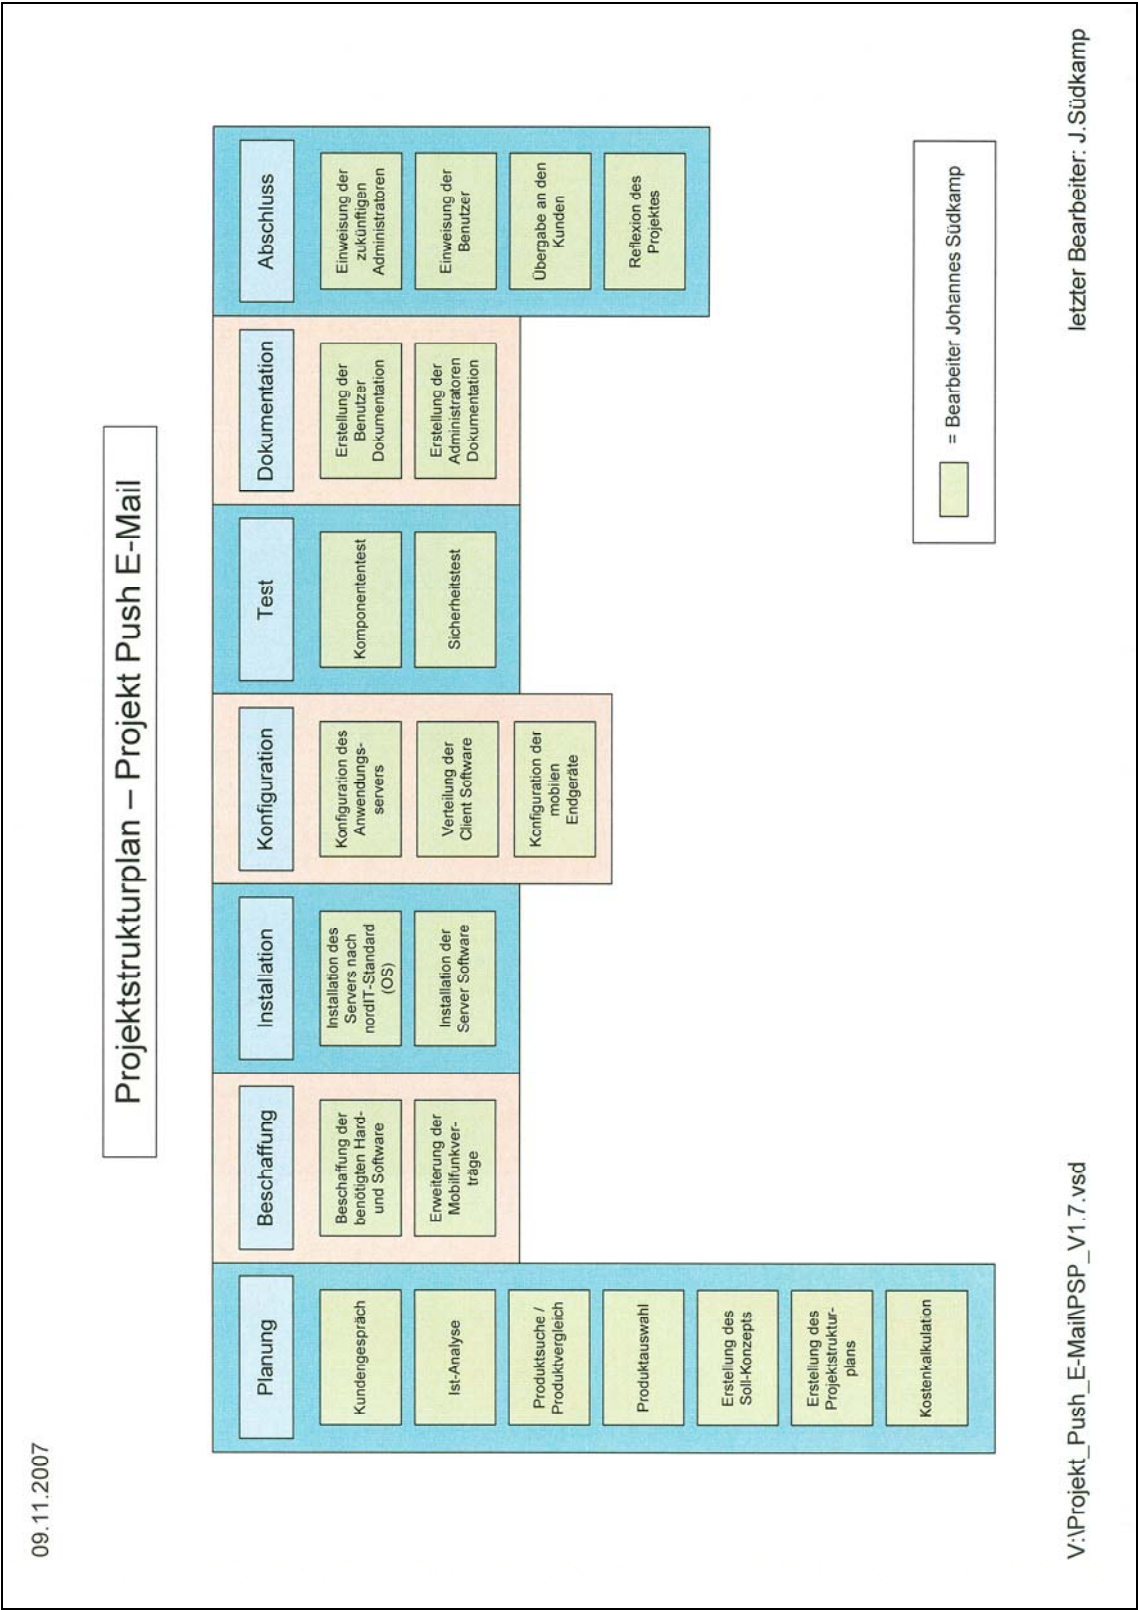 09.11.2007
Projektstrukturplan – Projekt Push E-Mail
Planung
Kundengespräch
Ist-Analyse
Produktsuche /
Produktvergleich
Produktauswahl
Erstellung des
Soll-Konzepts
Erstellung des
Projektstruktur-
plans
Kostenkalkulation
Beschaffung
Beschaffung der
benötigten Hard-
und Software
Erweiterung der
Mobilfunkver-
träge
Installation
Installation des
Servers nach
nordIT-Standard
(OS)
Installation der
Server Software
Konfiguration
Konfiguration des
Anwendungs-
servers
Verteilung der
Client Software
Konfiguration der
mobilen
Endgeräte
Test
Komponententest
Sicherheitstest
Dokumentation
Erstellung der
Benutzer
Dokumentation
Erstellung der
Administratoren
Dokumentation
Abschluss
Einweisung der
zukünftigen
Administratoren
Einweisung der
Benutzer
Übergabe an den
Kunden
Reflexion des
Projektes
= Bearbeiter Johannes Südkamp
V:\Projekt_Push_E-Mail\PSP_V1.7.vsd
letzter Bearbeiter: J.Südkamp